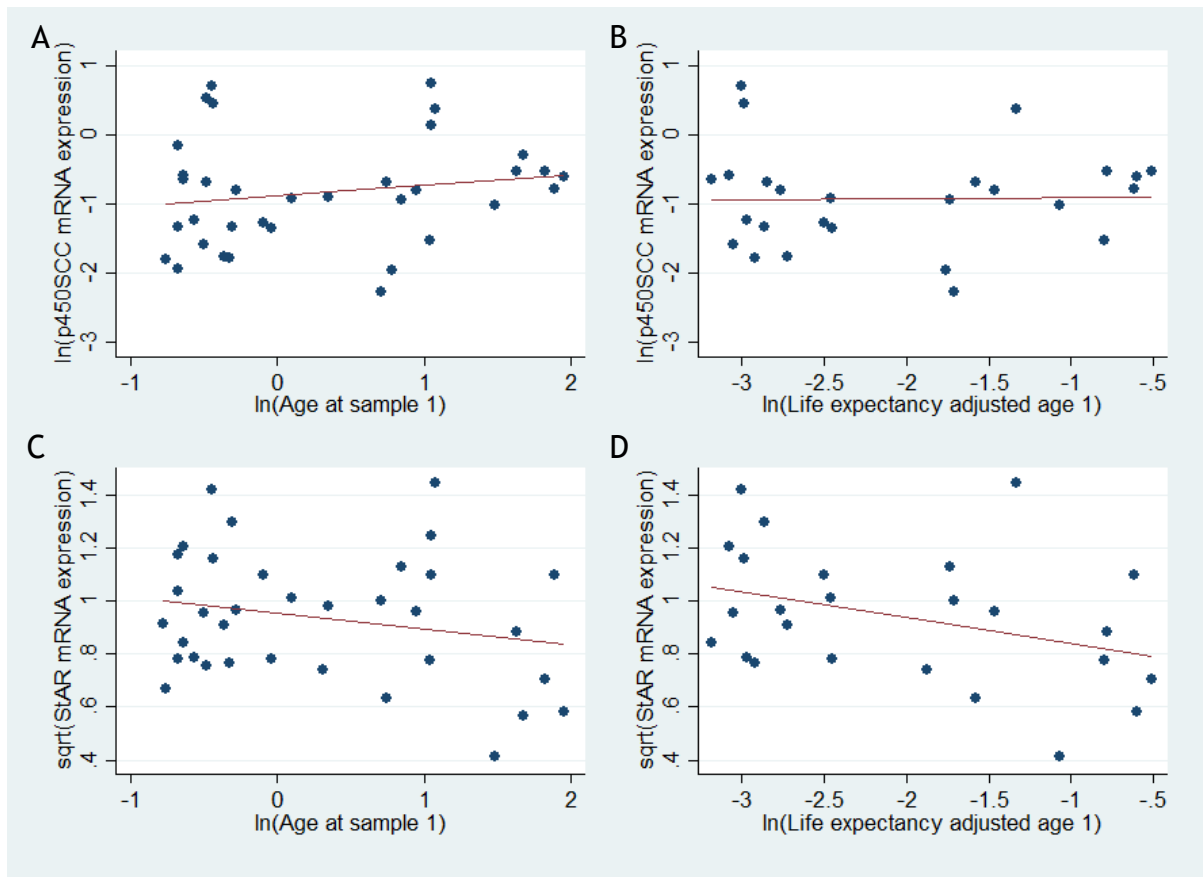 A
ln(p450SCC mRNA expression)
1
0
-1
-2
-3
-1 0 1 2
ln(Age at sample 1)
B
ln(p450SCC mRNA expression)
1
0
-1
-2
-3
-3 -2.5 -2 -1.5 -1 -.5
ln(Life expectancy adjusted age 1)
C
sqrt(StAR mRNA expression)
1.4
1.2
1
.8
.6
.4
-1 0 1 2
ln(Age at sample 1)
D
sqrt(StAR mRNA expression)
1.4
1.2
1
.8
.6
.4
-3 -2.5 -2 -1.5 -1 -.5
ln(Life expectancy adjusted age 1)